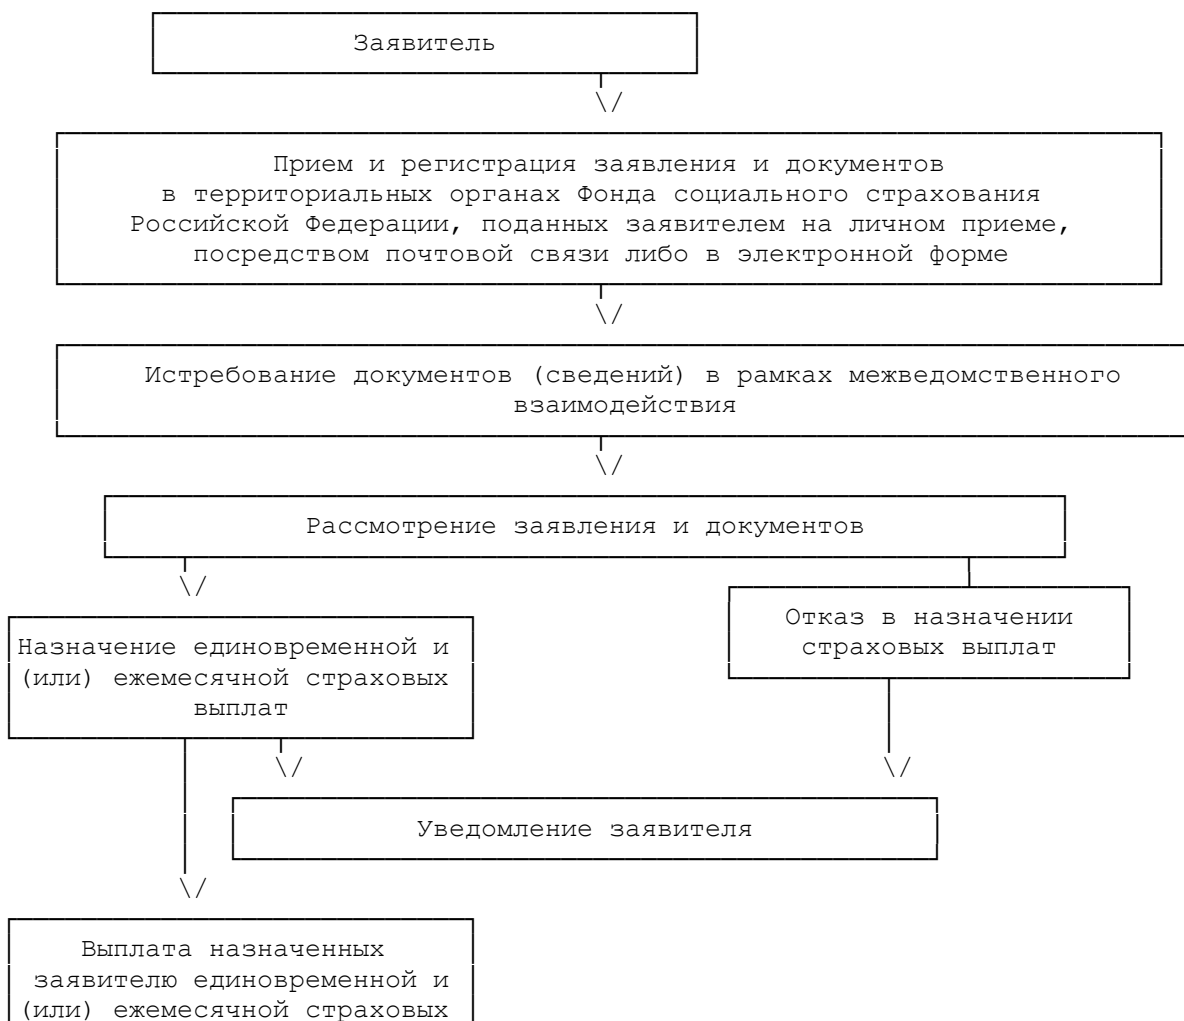 Заявитель
Прием и регистрация заявления и документов
в территориальных органах Фонда социального страхования
Российской Федерации, поданных заявителем на личном приеме,
посредством почтовой связи либо в электронной форме
Истребование документов (сведений) в рамках межведомственного
взаимодействия
Рассмотрение заявления и документов
Отказ в назначении
страховых выплат
Назначение единовременной и
(или) ежемесячной страховых
выплат
Уведомление заявителя
Выплата назначенных
заявителю единовременной и
(или) ежемесячной страховых